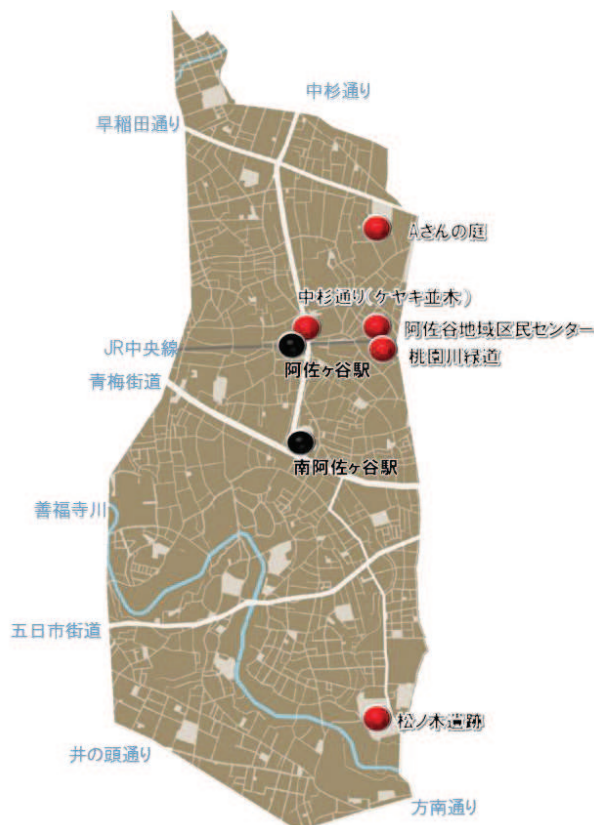 中杉通り
早稲田通り
Aさんの庭
中杉通り(ケヤキ並木)
阿佐谷地域区民センター
JR中央線
桃園川緑道
阿佐ヶ谷駅
青梅街道
南阿佐ヶ谷駅
善福寺川
五日市街道
松ノ木遺跡
井の頭通り
方南通り